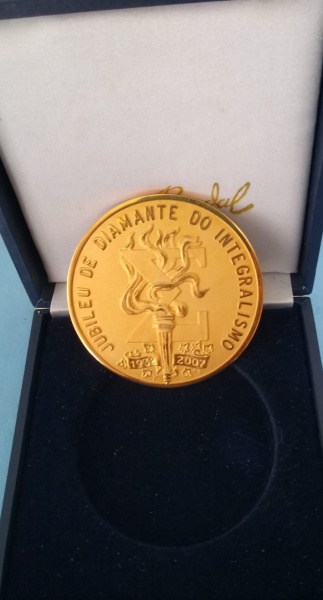 JUBILEU DE DIAMANTE DO INTEGRALISMO
Σ
1932 2007